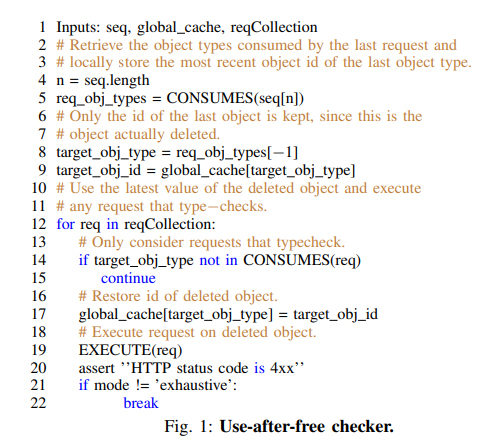 1 Inputs: seq, global_cache, reqCollection
2 # Retrieve the object types consumed by the last request and
3 # locally store the most recent object id of the last object type.
4 n = seq.length
5 req_obj_types = CONSUMES(seq[n])
6 # Only the id of the last object is kept, since this is the
7 # object actually deleted.
8 target_obj_type = req_obj_types[−1]
9 target_obj_id = global_cache[target_obj_type]
10 # Use the latest value of the deleted object and execute
11 # any request that type−checks.
12 for req in reqCollection:
13 # Only consider requests that typecheck.
14 if target_obj_type not in CONSUMES(req)
15 continue
16 # Restore id of deleted object.
17 global_cache[target_obj_type] = target_obj_id
18 # Execute request on deleted object.
19 EXECUTE(req)
20 assert ’’HTTP status code is 4xx’’
21 if mode != ’exhaustive’:
22 break
Fig. 1: Use-after-free checker.